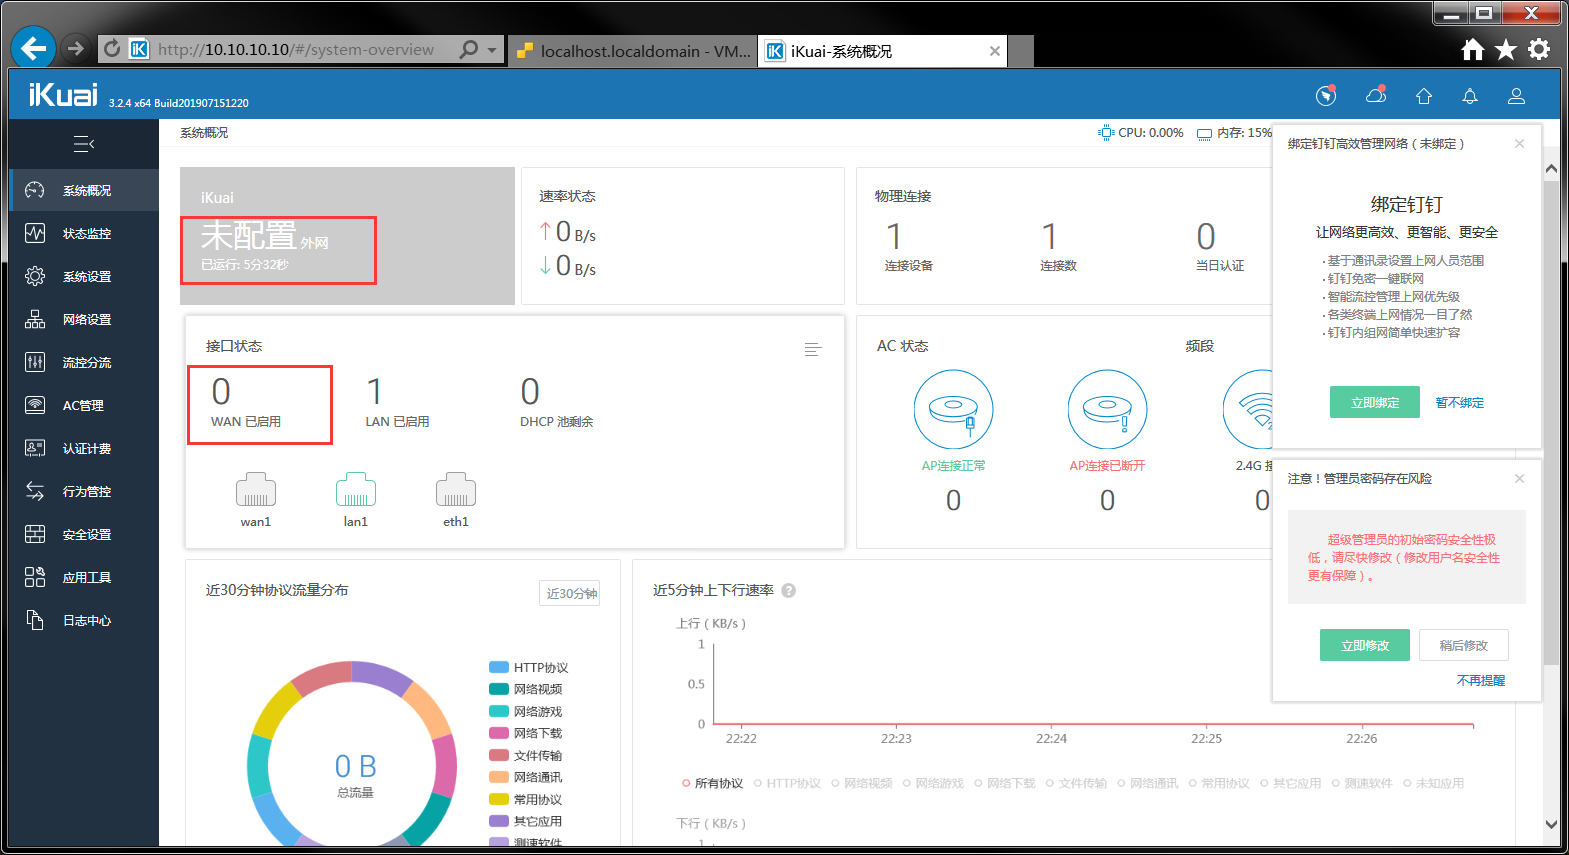 http://10.10.10.10/#/system-overview
localhost.localdomain - VM...
iK iKuai-系统概况
iKuai 3.2.4 x64 Build201907151220
系统概况
状态监控
系统设置
网络设置
流控分流
AC管理
认证计费
行为管控
安全设置
应用工具
日志中心
系统概况
CPU: 0.00%
内存: 15%
iKuai
未配置 外网
已运行: 5分32秒
速率状态
↑0 B/s
↓0 B/s
物理连接
1
连接设备
1
连接数
0
当日认证
接口状态
0
WAN 已启用
1
LAN 已启用
0
DHCP 池剩余
wan1
lan1
eth1
AC 状态
频段
AP连接正常
0
AP连接已断开
0
2.4G
0
近30分钟协议流量分布
近30分钟
0 B
总流量
HTTP协议
网络视频
网络游戏
网络下载
文件传输
网络通讯
常用协议
其它应用
测速软件
近5分钟上下行速率 ?
上行 ( KB/s )
1
0.5
0
22:22 22:23 22:24 22:25 22:26
所有协议 HTTP协议 网络视频 网络游戏 网络下载 文件传输 网络通讯 常用协议 其它应用 测速软件 未知应用
下行 ( KB/s )
1
绑定钉钉高效管理网络 ( 未绑定 )
绑定钉钉
让网络更高效、更智能、更安全
· 基于通讯录设置上网人员范围
· 钉钉免密一键联网
· 智能流控管理上网优先级
· 各类终端上网情况一目了然
· 钉钉内组网简单快速扩容
立即绑定 暂不绑定
注意！管理员密码存在风险
超级管理员的初始密码安全性极
低，请尽快修改 ( 修改用户名安全性
更有保障 ) 。
立即修改 稍后修改
不再提醒